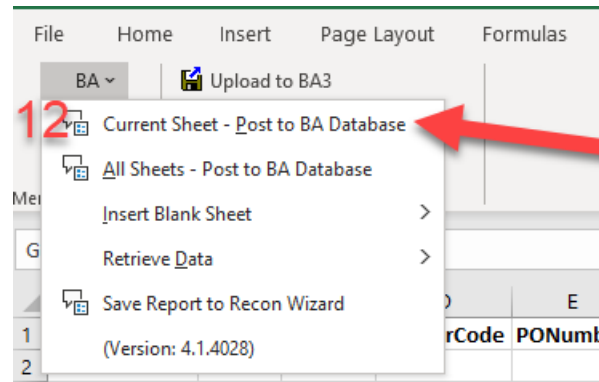 File Home Insert Page Layout Formulas
BA Upload to BA3
12 Current Sheet - Post to BA Database
All Sheets - Post to BA Database
Insert Blank Sheet
Retrieve Data
G
Save Report to Recon Wizard
E
1 rCode PONumb
(Version: 4.1.4028)
2